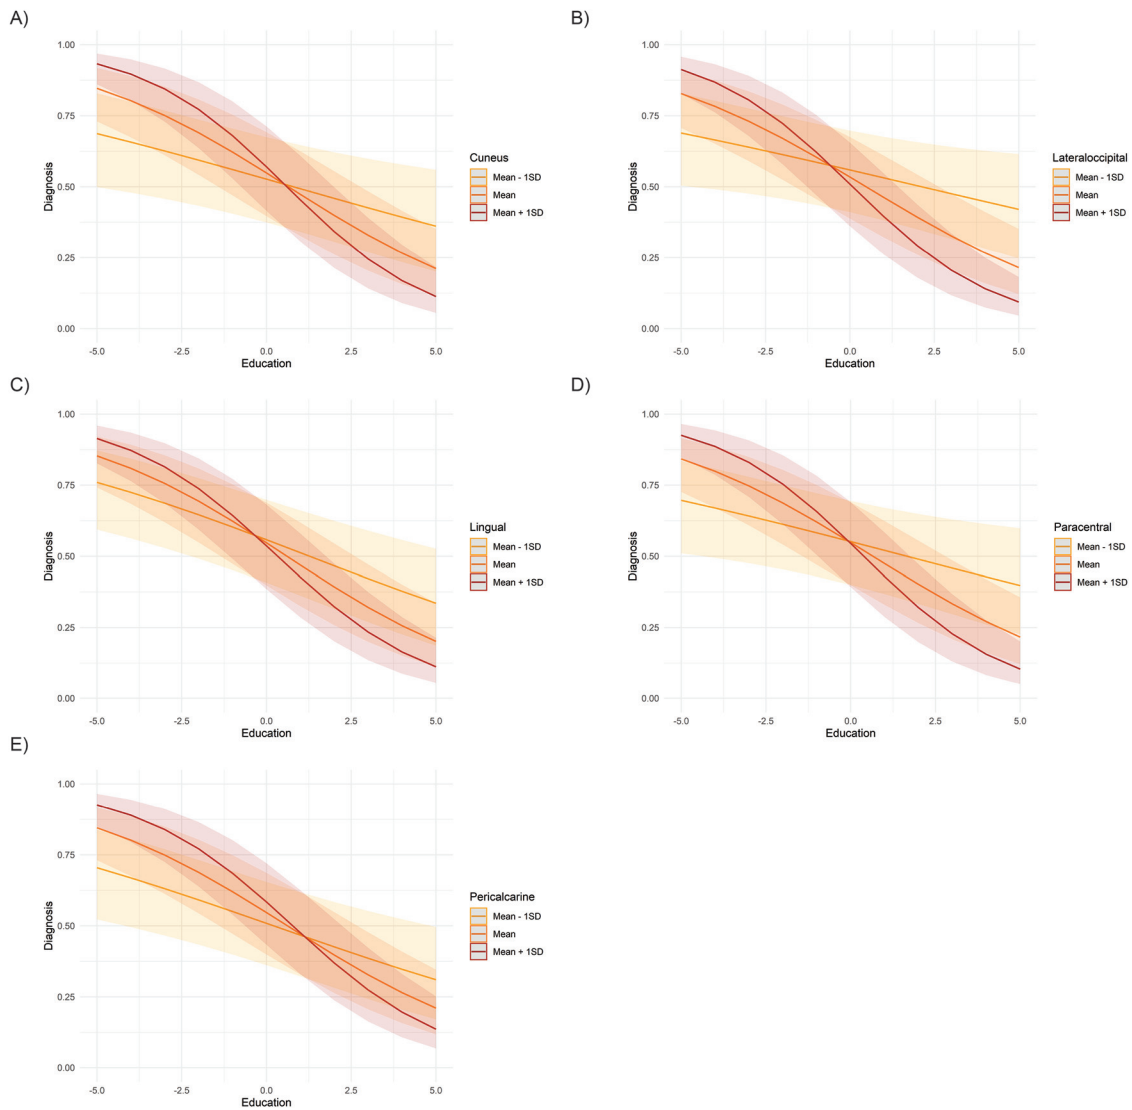 A)
1.00
0.75
0.50
0.25
0.00
Diagnosis
-5.0 -2.5 0.0 2.5 5.0
Education
Cuneus
Mean - 1SD
Mean
Mean + 1SD
B)
1.00
0.75
0.50
0.25
0.00
Diagnosis
-5.0 -2.5 0.0 2.5 5.0
Education
Lateraloccipital
Mean - 1SD
Mean
Mean + 1SD
C)
1.00
0.75
0.50
0.25
0.00
Diagnosis
-5.0 -2.5 0.0 2.5 5.0
Education
Lingual
Mean - 1SD
Mean
Mean + 1SD
D)
1.00
0.75
0.50
0.25
0.00
Diagnosis
-5.0 -2.5 0.0 2.5 5.0
Education
Paracentral
Mean - 1SD
Mean
Mean + 1SD
E)
1.00
0.75
0.50
0.25
0.00
Diagnosis
-5.0 -2.5 0.0 2.5 5.0
Education
Pericalcarine
Mean - 1SD
Mean
Mean + 1SD